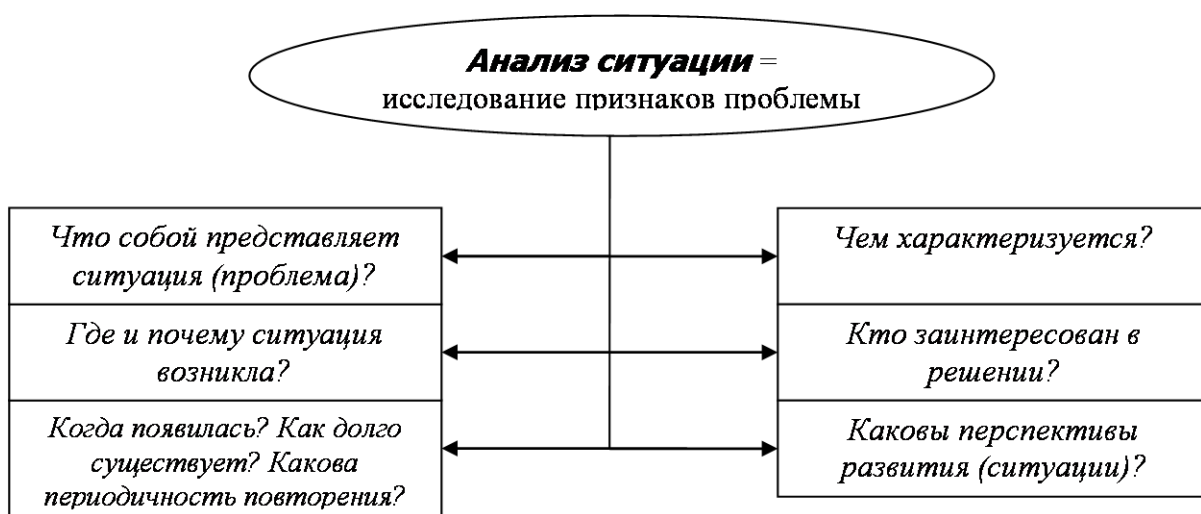 Анализ ситуации =
исследование признаков проблемы
Что собой представляет
ситуация (проблема)?
Чем характеризуется?
Где и почему ситуация
возникла?
Кто заинтересован в
решении?
Когда появилась? Как долго
существует? Какова
периодичность повторения?
Каковы перспективы
развития (ситуации)?